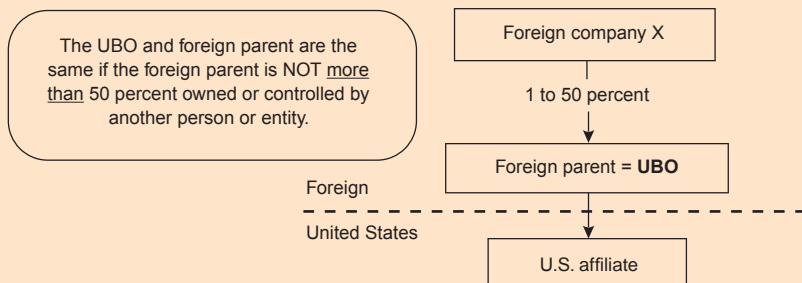 The UBO and foreign parent are the
same if the foreign parent is NOT more
than 50 percent owned or controlled by
another person or entity.
Foreign company X
1 to 50 percent
Foreign parent = UBO
Foreign
United States
U.S. affiliate